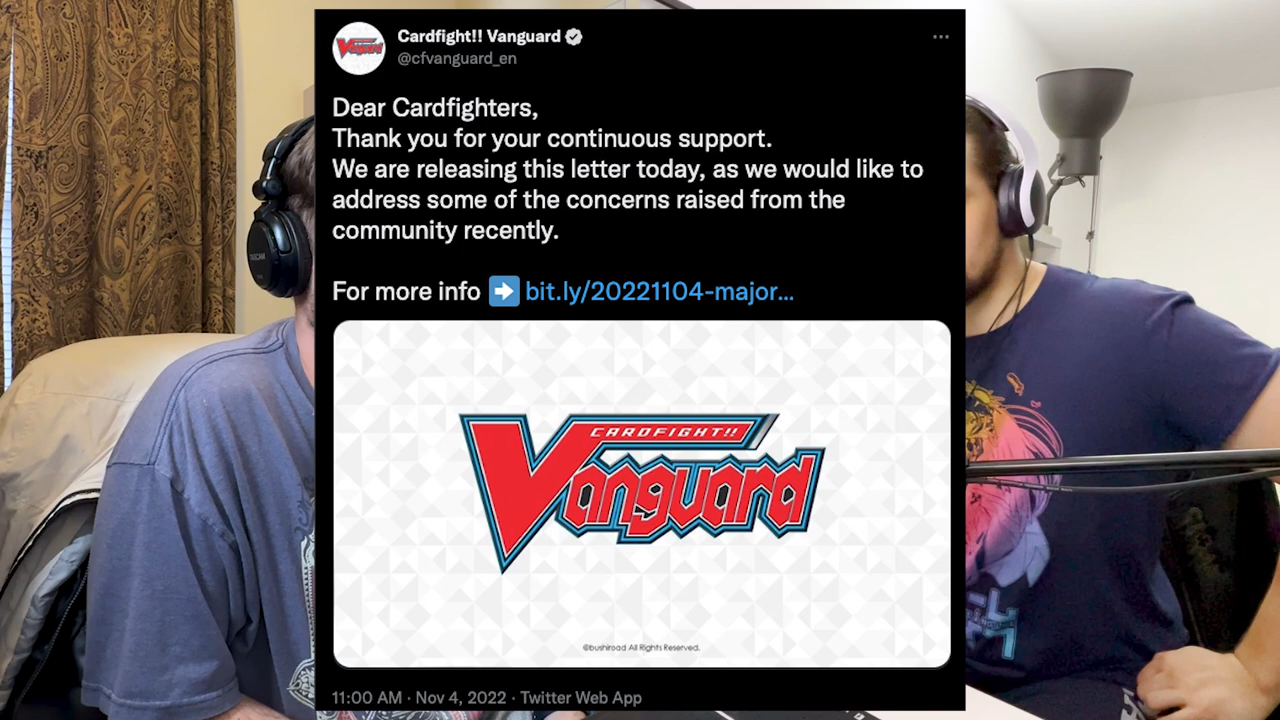 Cardfight!! Vanguard
@cfvanguard_en
Dear Cardfighters,
Thank you for your continuous support.
We are releasing this letter today, as we would like to
address some of the concerns raised from the
community recently.
For more info ➡ bit.ly/20221104-major...
CARDFIGHT!!
Vanguard
©bushiroad All Rights Reserved.
11:00 AM · Nov 4, 2022 · Twitter Web App
TASCAM